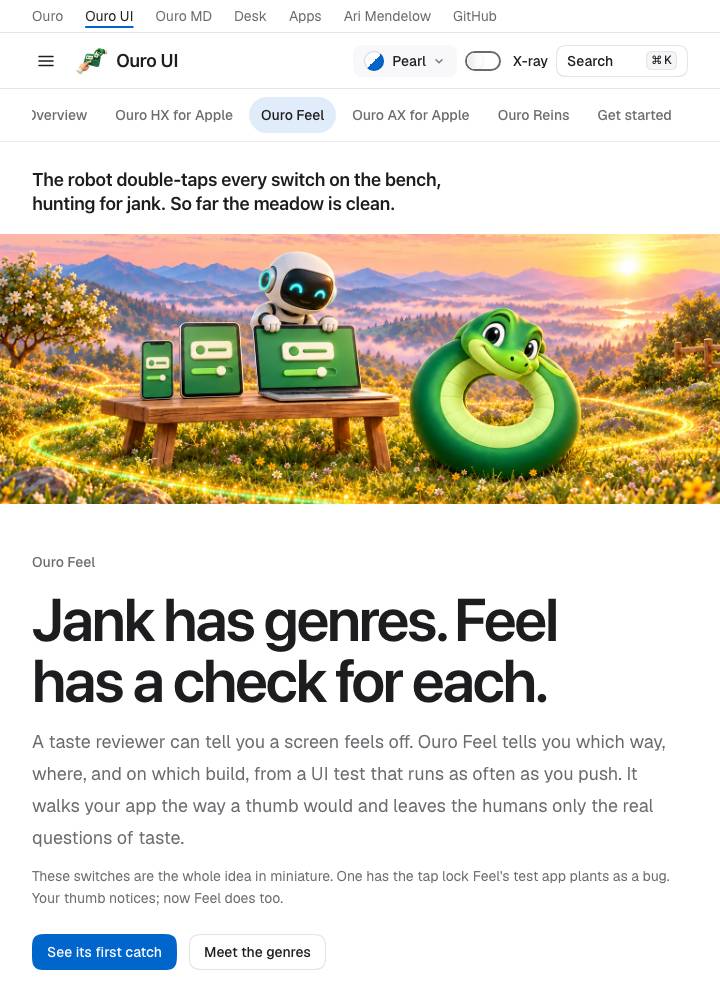 Ouro Ouro UI Ouro MD Desk Apps Ari Mendelow GitHub
Ouro UI Pearl X-ray Search ⌘ K
Overview Ouro HX for Apple Ouro Feel Ouro AX for Apple Ouro Reins Get started
The robot double-taps every switch on the bench,
hunting for jank. So far the meadow is clean.
Ouro Feel
Jank has genres. Feel
has a check for each.
A taste reviewer can tell you a screen feels off. Ouro Feel tells you which way,
where, and on which build, from a UI test that runs as often as you push. It
walks your app the way a thumb would and leaves the humans only the real
questions of taste.
These switches are the whole idea in miniature. One has the tap lock Feel's test app plants as a bug.
Your thumb notices; now Feel does too.
See its first catch Meet the genres